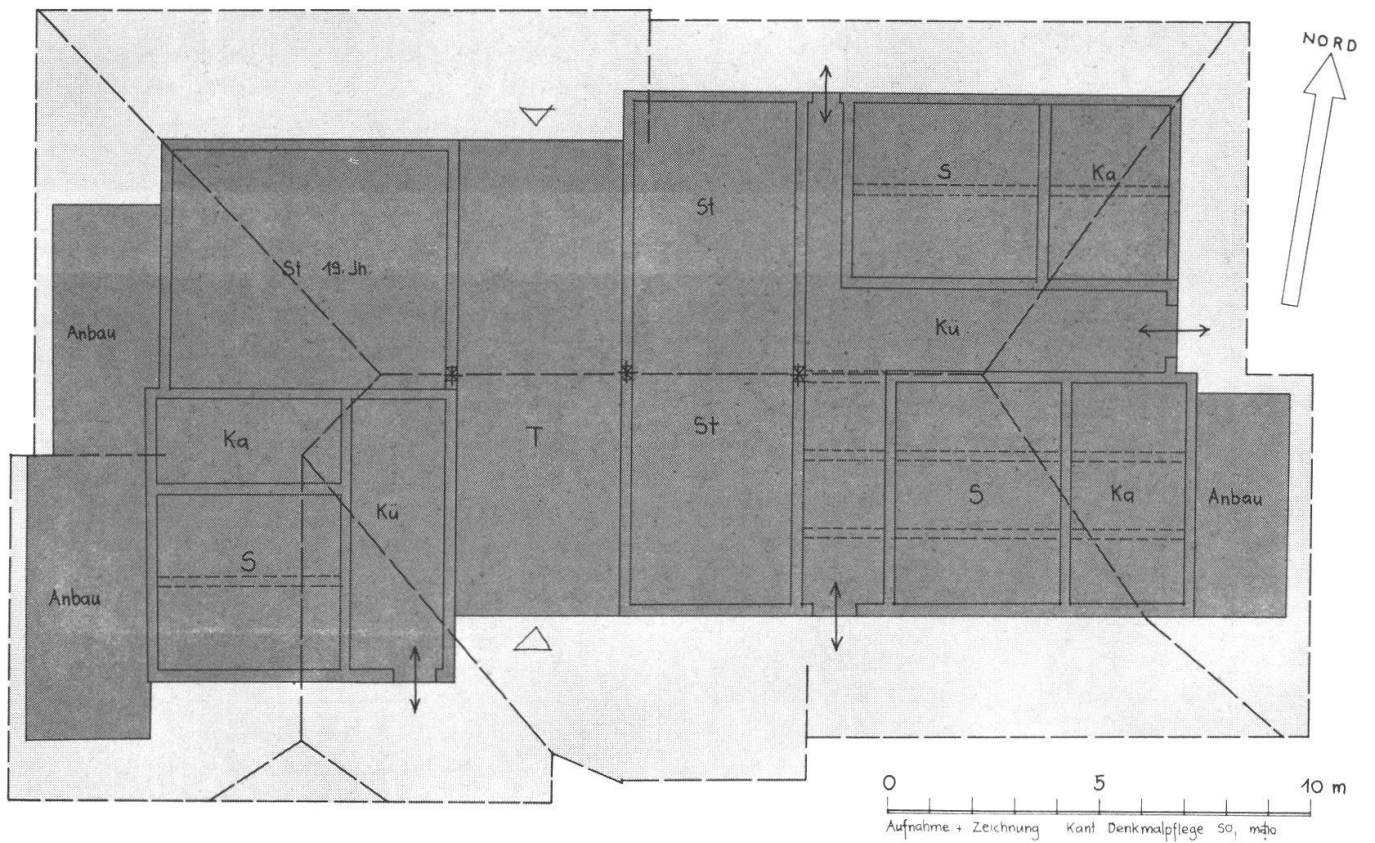 NORD
S
Ka
St
St 19. Jh.
Anbau
Kü
Ka
T
St
Kü
S
Ka
Anbau
S
Anbau
0 5 10 m
Aufnahme + Zeichnung Kant Denkmalpflege SO,